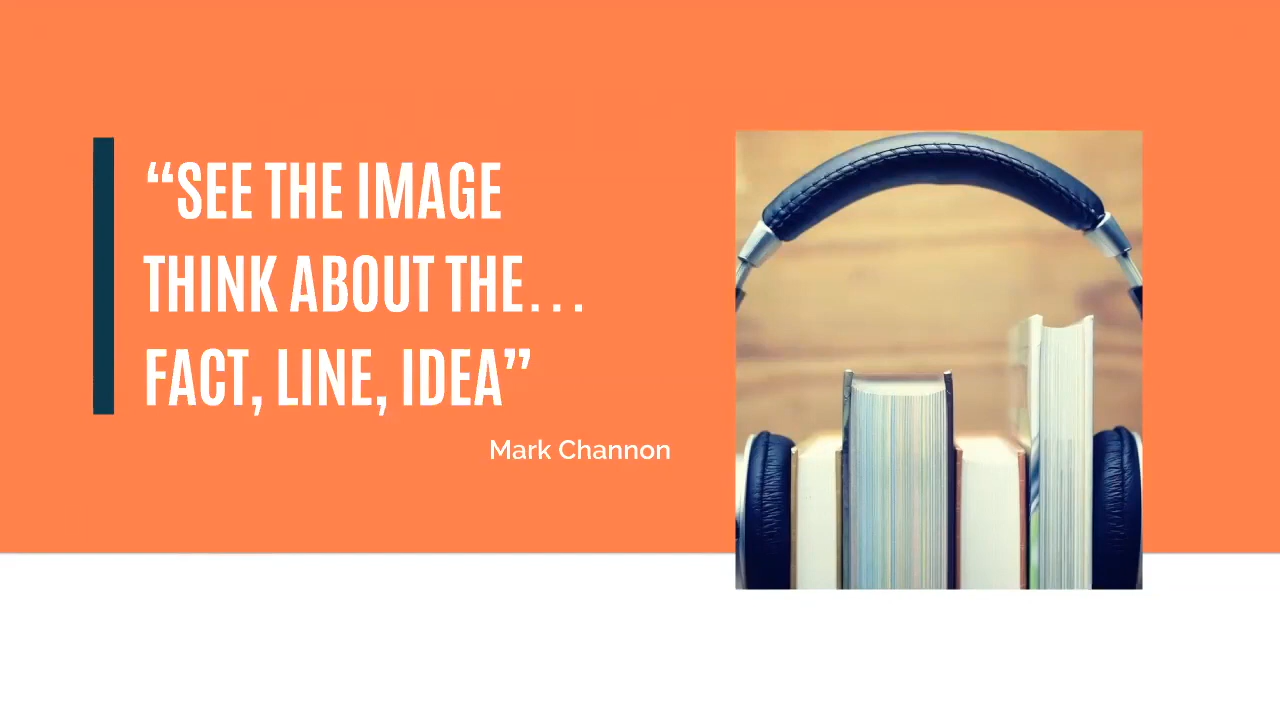 “SEE THE IMAGE
THINK ABOUT THE...
FACT, LINE, IDEA”
Mark Channon